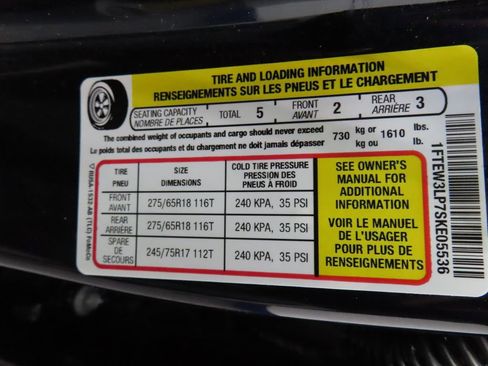 TIRE AND LOADING INFORMATION
RENSEIGNEMENTS SUR LES PNEUS ET LE CHARGEMENT
SEATING CAPACITY TOTAL 5 FRONT 2 REAR 3
NOMBRE DE PLACES AVANT ARRIÈRE
The combined weight of occupants and cargo should never exceed 730 kg or 1610 lbs.
Le poids total des occupants et du chargement ne doit jamais dépasser kg ou lb.
TIRE SIZE COLD TIRE PRESSURE
PNEU DIMENSIONS PRESSION DES
PNEUS À FROID
FRONT
AVANT 275/65R18 116T 240 KPA, 35 PSI
REAR
ARRIÈRE 275/65R18 116T 240 KPA, 35 PSI
SPARE
DE
SECOURS 245/75R17 112T 240 KPA, 35 PSI
SEE OWNER'S
MANUAL FOR
ADDITIONAL
INFORMATION
VOIR LE MANUEL
DE L'USAGER
POUR PLUS DE
RENSEIGNEMENTS
1FTEW3LP7SKE05536